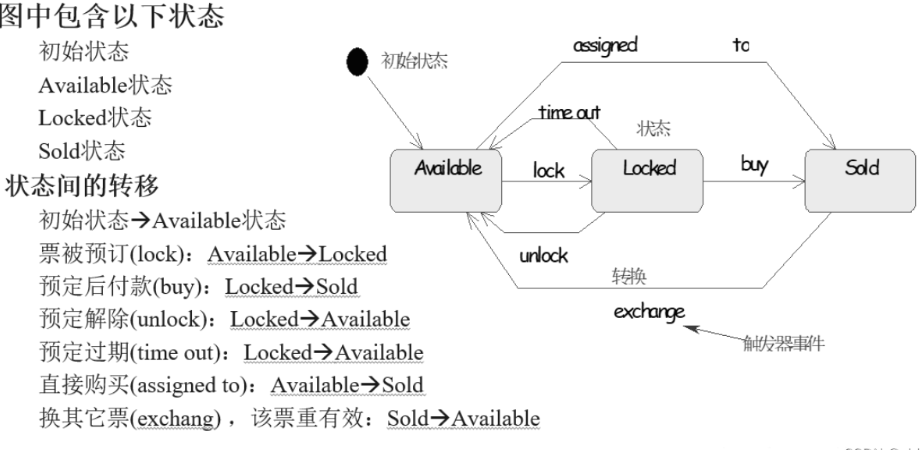 图中包含以下状态
初始状态
Available状态
Locked状态
Sold状态
状态间的转移
初始状态→Available状态
票被预订(lock)：Available→Locked
预定后付款(buy)：Locked→Sold
预定解除(unlock)：Locked→Available
预定过期(time out)：Locked→Available
直接购买(assigned to)：Available→Sold
换其它票(exchang) ，该票重有效：Sold→Available
初始状态
assigned to
time out
状态
Available
lock
Locked
buy
Sold
unlock
转换
exchange
触发器事件